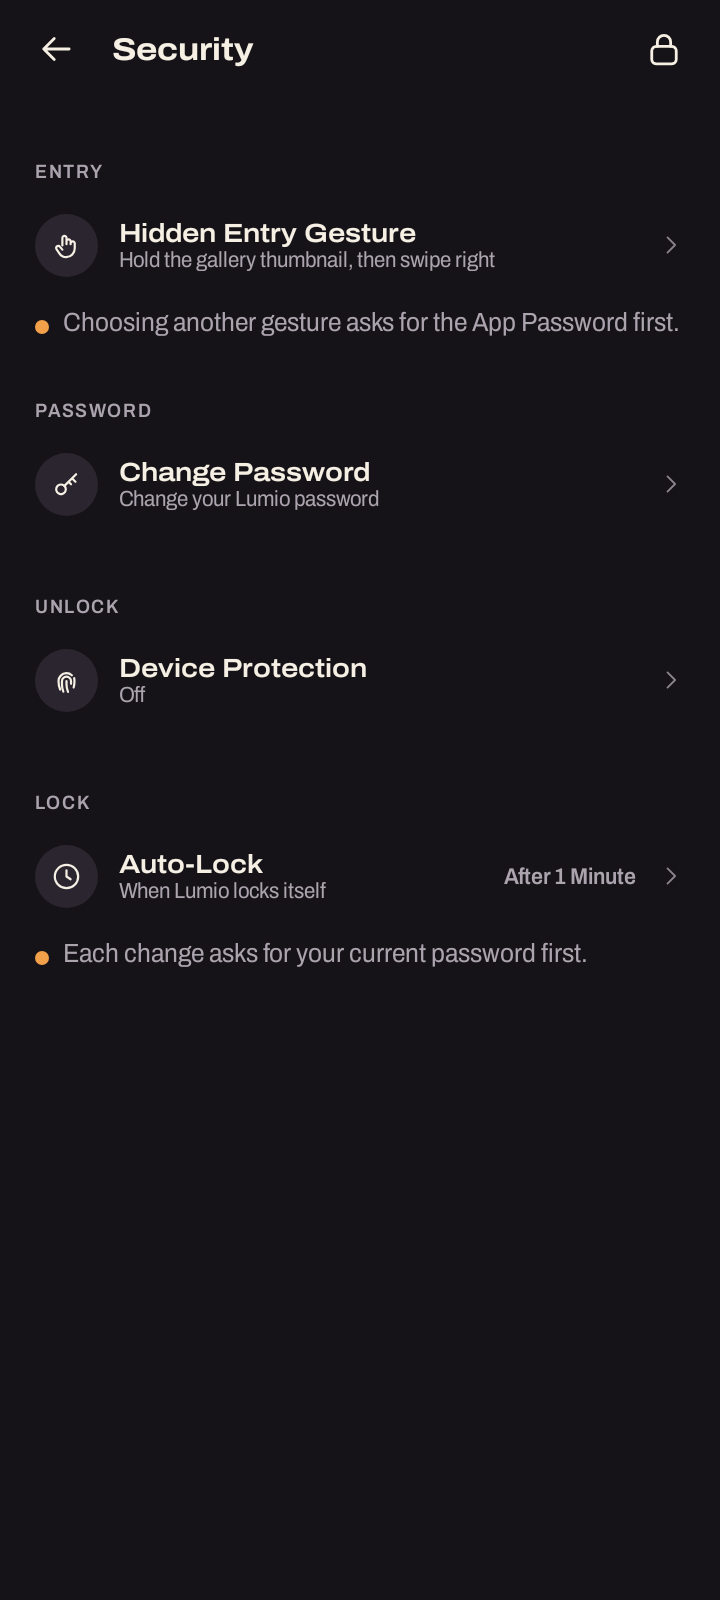 Security
ENTRY
Hidden Entry Gesture
Hold the gallery thumbnail, then swipe right
Choosing another gesture asks for the App Password first.
PASSWORD
Change Password
Change your Lumio password
UNLOCK
Device Protection
Off
LOCK
Auto-Lock
When Lumio locks itself
After 1 Minute
Each change asks for your current password first.